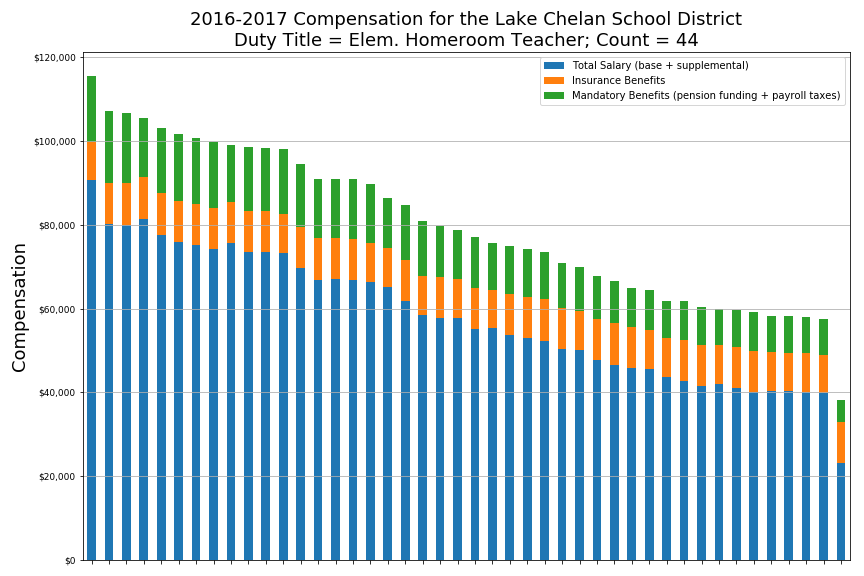 2016-2017 Compensation for the Lake Chelan School District
Duty Title = Elem. Homeroom Teacher; Count = 44
Total Salary (base + supplemental)
Insurance Benefits
Mandatory Benefits (pension funding + payroll taxes)
Compensation
$120,000
$100,000
$80,000
$60,000
$40,000
$20,000
$0